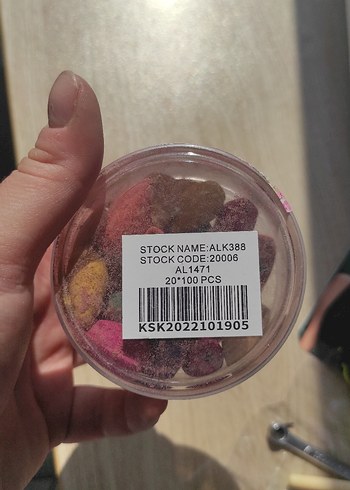 STOCK NAME:ALK388
STOCK CODE:20006
AL1471
20*100 PCS
KSK2022101905